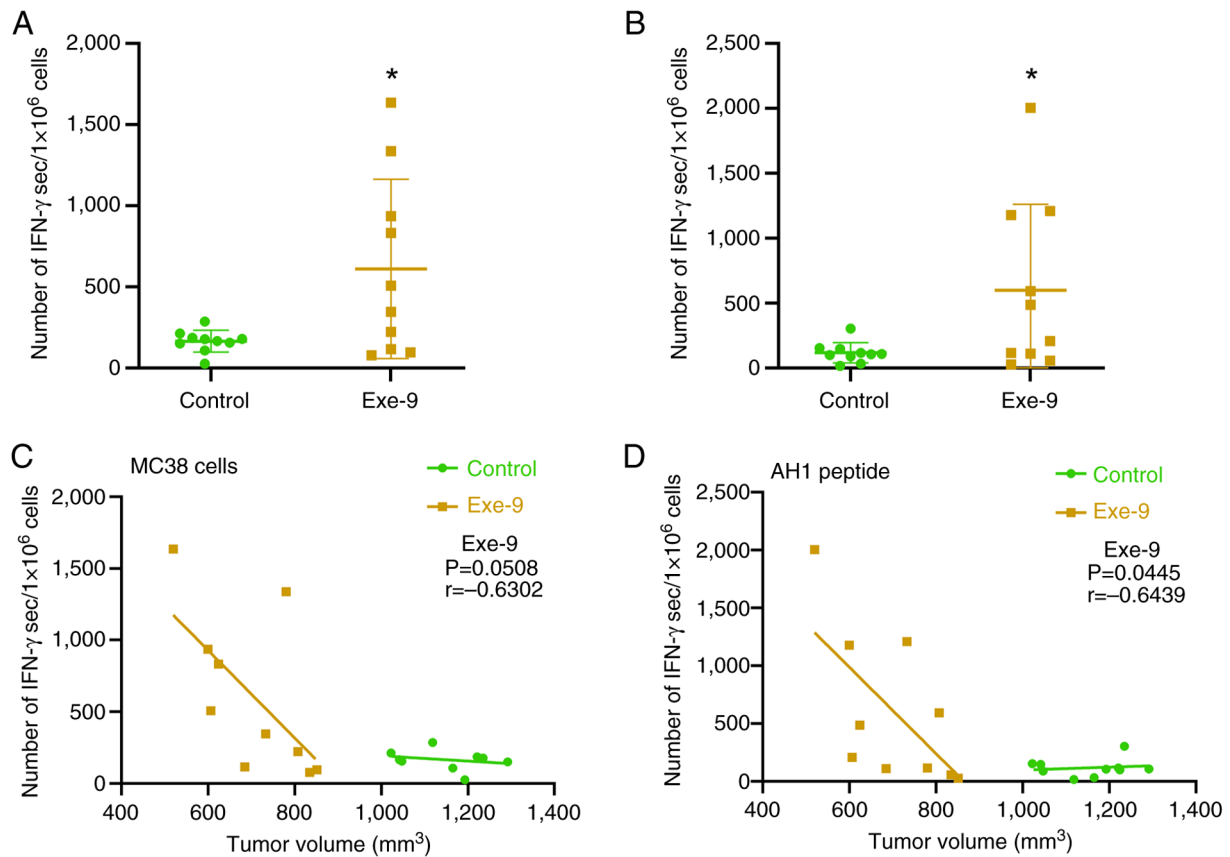 A
Number of IFN-γ sec/1×10⁶ cells
2,000
1,500
1,000
500
0
*
Control
Exe-9
B
Number of IFN-γ sec/1×10⁶ cells
2,500
2,000
1,500
1,000
500
0
*
Control
Exe-9
C
MC38 cells
Number of IFN-γ sec/1×10⁶ cells
2,000
1,500
1,000
500
0
Control
Exe-9
Exe-9
P=0.0508
r=–0.6302
400
600
800
1,000
1,200
1,400
Tumor volume (mm³)
D
AH1 peptide
Number of IFN-γ sec/1×10⁶ cells
2,500
2,000
1,500
1,000
500
0
Control
Exe-9
Exe-9
P=0.0445
r=–0.6439
400
600
800
1,000
1,200
1,400
Tumor volume (mm³)